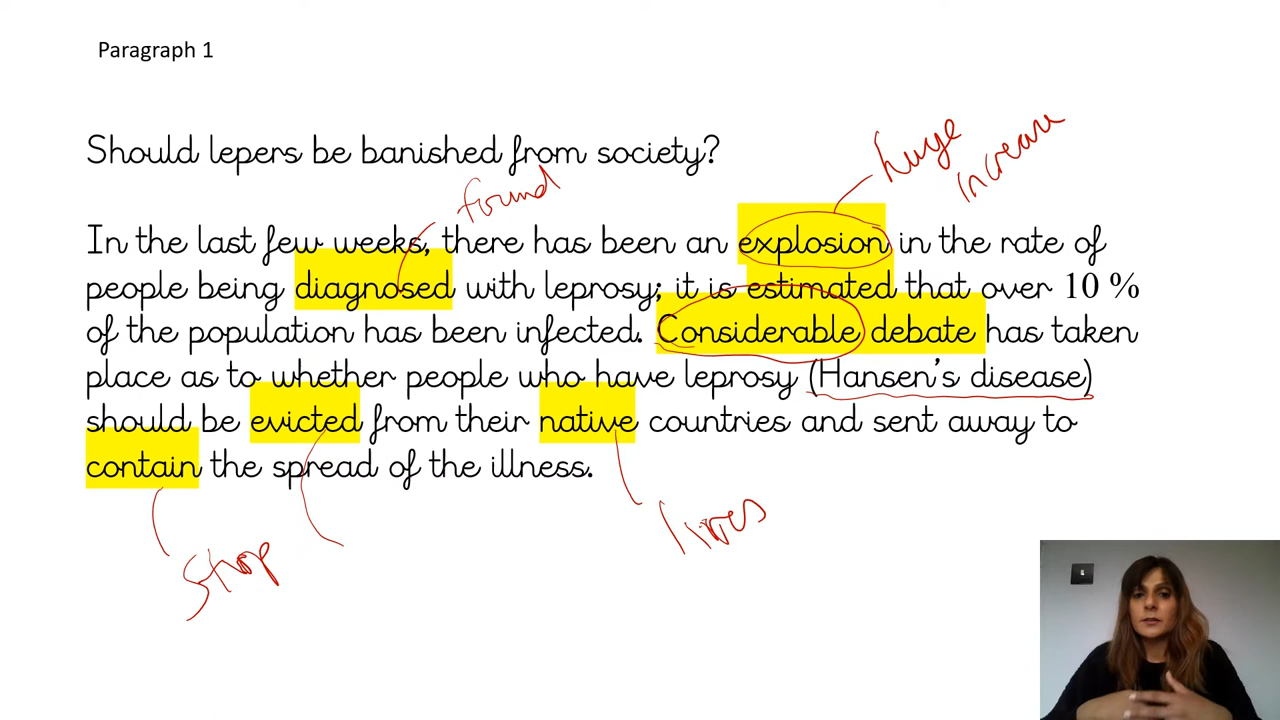 Paragraph 1
Should lepers be banished from society?
huge
increase
found
In the last few weeks, there has been an explosion in the rate of
people being diagnosed with leprosy; it is estimated that over 10 %
of the population has been infected. Considerable debate has taken
place as to whether people who have leprosy (Hansen's disease)
should be evicted from their native countries and sent away to
contain the spread of the illness.
lives
stop